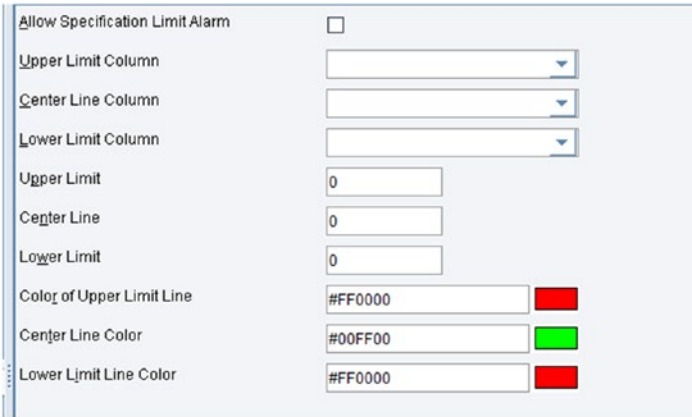 Allow Specification Limit Alarm
Upper Limit Column
Center Line Column
Lower Limit Column
Upper Limit 0
Center Line 0
Lower Limit 0
Color of Upper Limit Line #FF0000
Center Line Color #00FF00
Lower Limit Line Color #FF0000